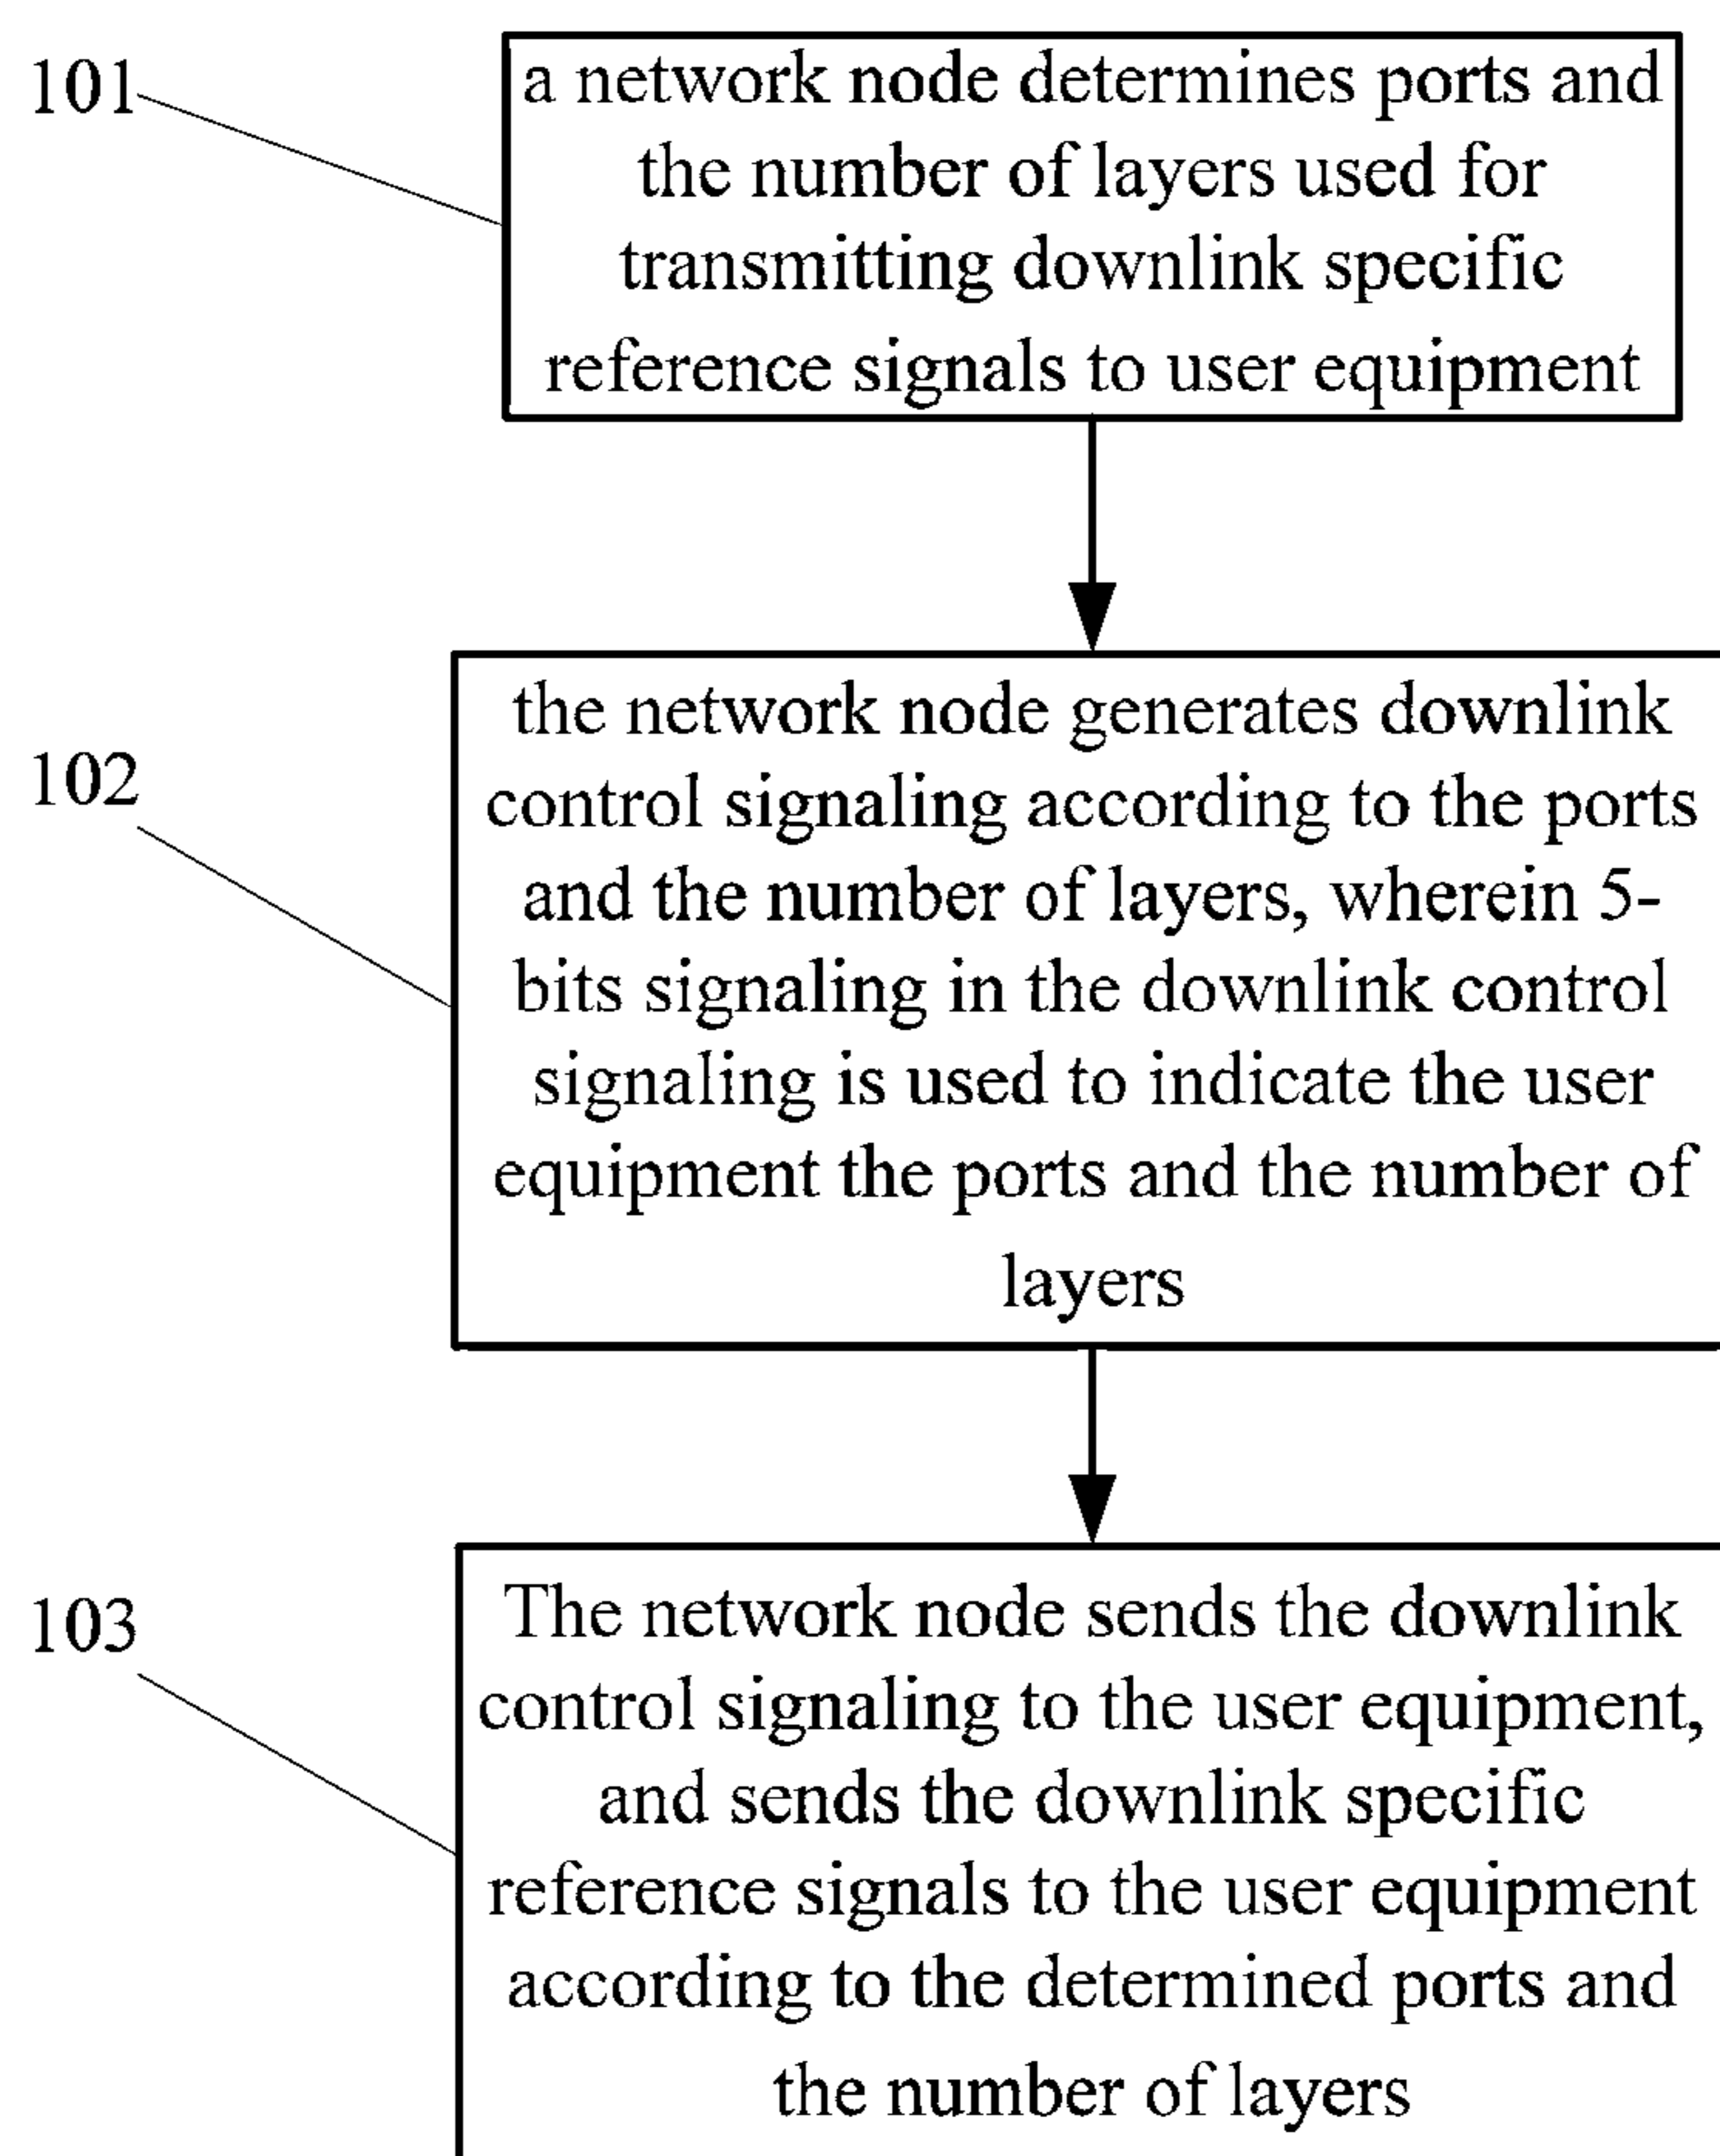 101
a network node determines ports and
the number of layers used for
transmitting downlink specific
reference signals to user equipment
102
the network node generates downlink
control signaling according to the ports
and the number of layers, wherein 5-
bits signaling in the downlink control
signaling is used to indicate the user
equipment the ports and the number of
layers
103
The network node sends the downlink
control signaling to the user equipment,
and sends the downlink specific
reference signals to the user equipment
according to the determined ports and
the number of layers